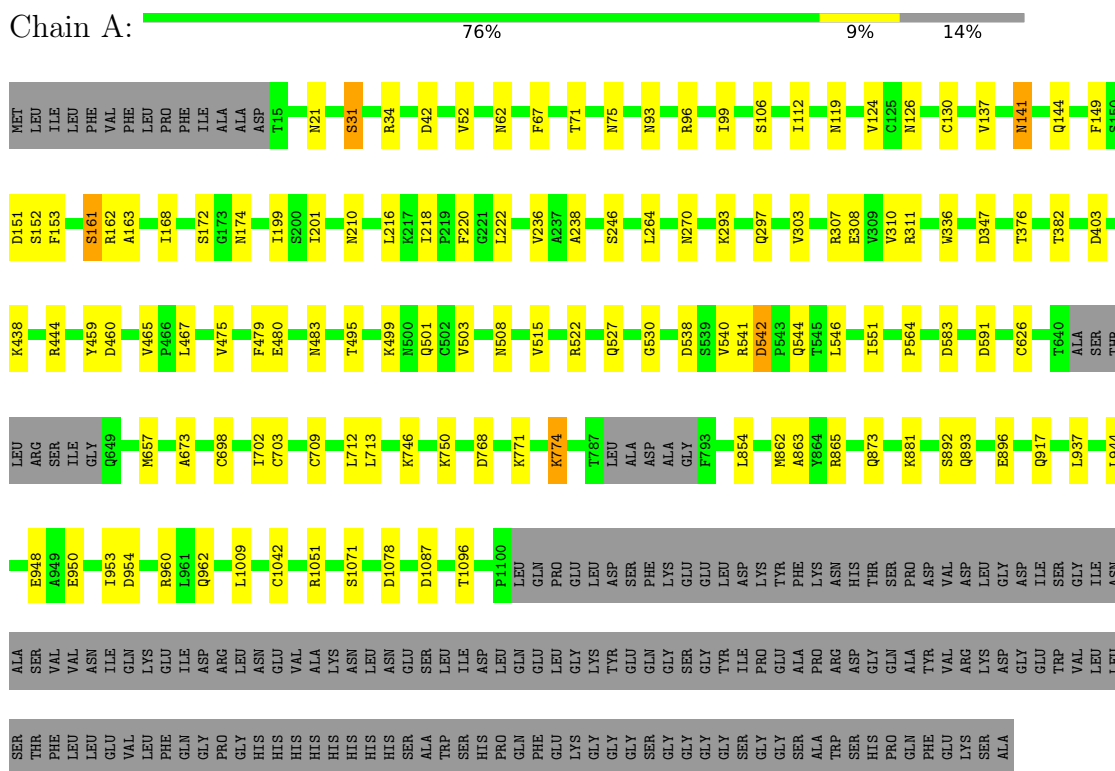 Chain A:
76% 9% 14%
MET LEU ILE LEU PHE VAL PHE LEU PRO PHE ILE ALA ALA ASP T15 N21 S31 R34 D42 V52 N62 F67 T71 N75 N93 R96 I99 S106 I112 N119 V124 C125 N126 C130 V137 N141 Q144 F149 S150
D151 S152 F153 S161 R162 A163 I168 S172 G173 N174 I199 S200 I201 N210 L216 K217 I218 P219 F220 G221 L222 V236 A237 A238 S246 L264 N270 K293 Q297 V303 R307 E308 V309 V310 R311 W336 D347 T376 T382 D403
K438 R444 Y459 D460 V465 P466 L467 V475 F479 E480 N483 T495 K499 N500 Q501 C502 V503 N508 V515 R522 Q527 G530 D538 S539 V540 R541 D542 P543 Q544 T545 L546 I551 P564 D583 D591 C626 T640 ALA SER THR
LEU ARG SER ILE GLY Q649 M657 A673 C698 I702 C703 C709 L712 L713 K746 K750 D768 K771 K774 T787 LEU ALA ASP ALA GLY F793 L854 M862 A863 Y864 R865 Q873 K881 S892 Q893 E896 Q917 L937 L944
E948 A949 E950 I953 D954 R960 L961 Q962 L1009 C1042 R1051 S1071 D1078 D1087 T1096 P1100 LEU GLN PRO GLU LEU ASP SER PHE LYS GLU GLU LEU ASP LYS TYR PHE LYS ASN HIS THR SER PRO ASP VAL ASP LEU GLY ASP ILE SER GLY ILE ASN
ALA SER VAL VAL ASN ILE GLN LYS GLU ILE ASP ARG LEU ASN GLU VAL ALA LYS ASN LEU ASN GLU SER LEU ILE ASP LEU GLN GLU LEU GLY LYS TYR GLU GLN GLY SER GLY TYR ILE PRO GLU ALA PRO ARG ASP GLY GLN ALA TYR VAL ARG LYS ASP GLY GLU TRP VAL LEU LEU
SER THR PHE LEU LEU GLU VAL LEU PHE GLN GLY PRO GLY HIS HIS HIS HIS HIS HIS HIS HIS SER ALA TRP SER HIS PRO GLN PHE GLU LYS GLY GLY GLY SER GLY GLY GLY GLY SER GLY GLY SER ALA TRP SER HIS PRO GLN PHE GLU LYS SER ALA